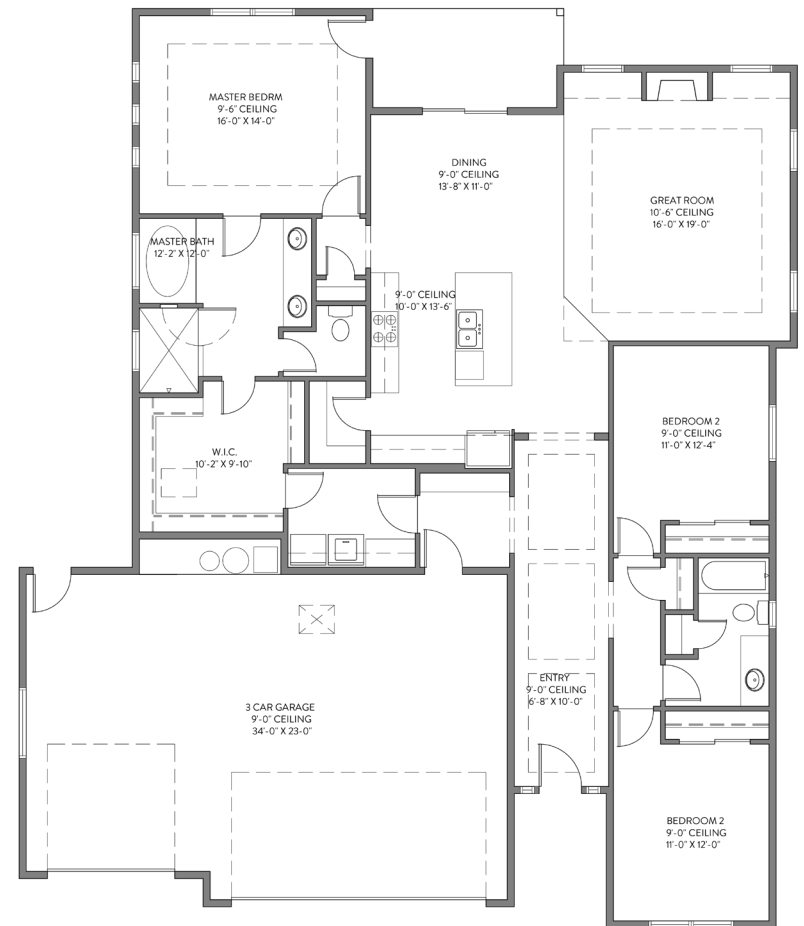 MASTER BEDRM
9'-6" CEILING
16'-0" X 14'-0"
DINING
9'-0" CEILING
13'-8" X 11'-0"
GREAT ROOM
10'-6" CEILING
16'-0" X 19'-0"
MASTER BATH
12'-2" X 12'-0"
9'-0" CEILING
10'-0" X 13'-6"
BEDROOM 2
9'-0" CEILING
11'-0" X 12'-4"
W.I.C.
10'-2" X 9'-10"
ENTRY
9'-0" CEILING
6'-8" X 10'-0"
3 CAR GARAGE
9'-0" CEILING
34'-0" X 23-0"
BEDROOM 2
9'-0" CEILING
11'-0" X 12'-0"